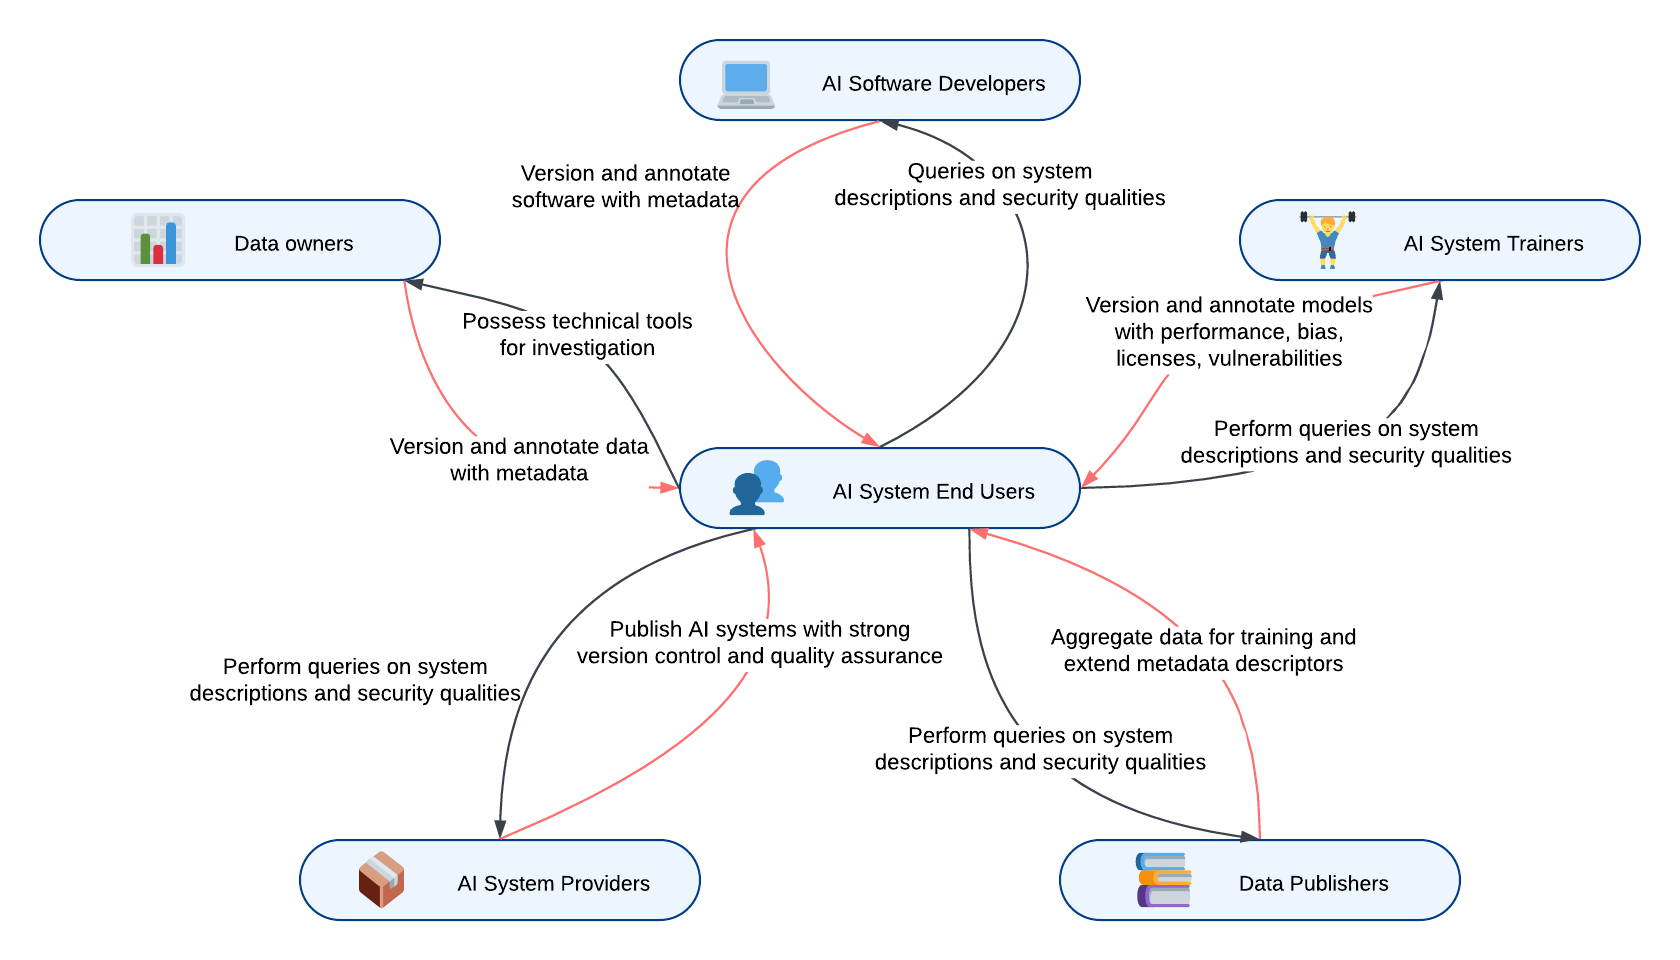 AI Software Developers
Version and annotate
software with metadata
Queries on system
descriptions and security qualities
Data owners
AI System Trainers
Possess technical tools
for investigation
Version and annotate models
with performance, bias,
licenses, vulnerabilities
Version and annotate data
with metadata
Perform queries on system
descriptions and security qualities
AI System End Users
Publish AI systems with strong
version control and quality assurance
Aggregate data for training and
extend metadata descriptors
Perform queries on system
descriptions and security qualities
Perform queries on system
descriptions and security qualities
AI System Providers
Data Publishers